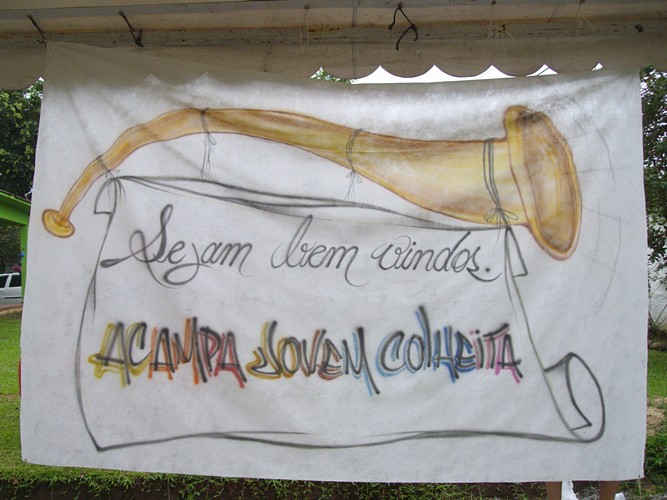 Sejam bem vindos.
ACAMPA JOVEM COlHEiTA